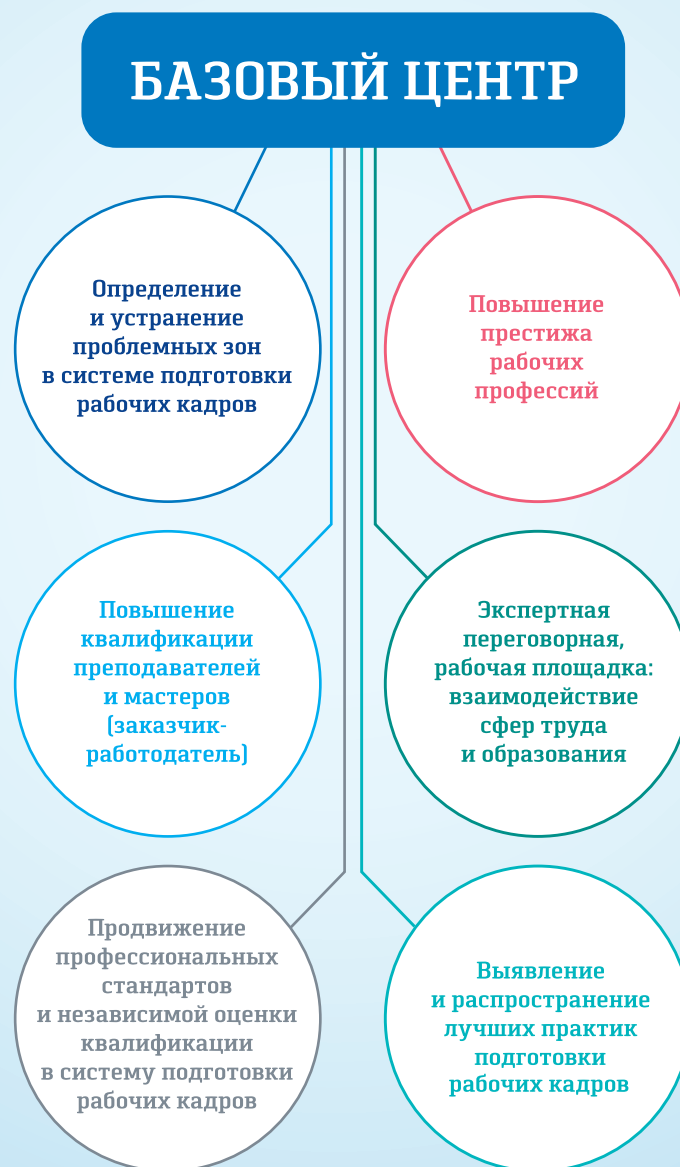 БАЗОВЫЙ ЦЕНТР
Определение
и устранение
проблемных зон
в системе подготовки
рабочих кадров
Повышение
престижа
рабочих
профессий
Повышение
квалификации
преподавателей
и мастеров
(заказчик-
работодатель)
Экспертная
переговорная,
рабочая площадка:
взаимодействие
сфер труда
и образования
Продвижение
профессиональных
стандартов
и независимой оценки
квалификации
в систему подготовки
рабочих кадров
Выявление
и распространение
лучших практик
подготовки
рабочих кадров